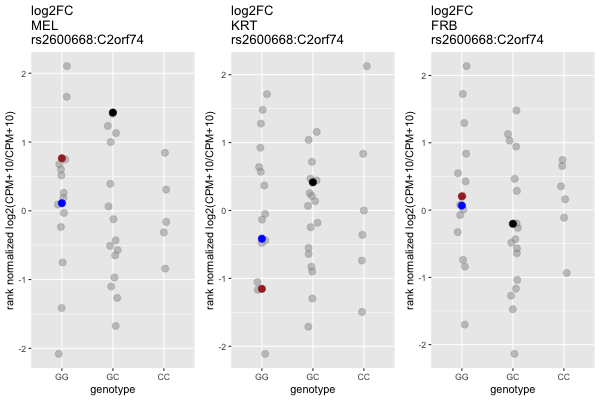 log2FC
MEL
rs2600668:C2orf74
rank normalized log2(CPM+10/CPM+10)
2
1
0
-1
-2
GG
GC
CC
genotype
log2FC
KRT
rs2600668:C2orf74
rank normalized log2(CPM+10/CPM+10)
2
1
0
-1
-2
GG
GC
CC
genotype
log2FC
FRB
rs2600668:C2orf74
rank normalized log2(CPM+10/CPM+10)
2
1
0
-1
-2
GG
GC
CC
genotype